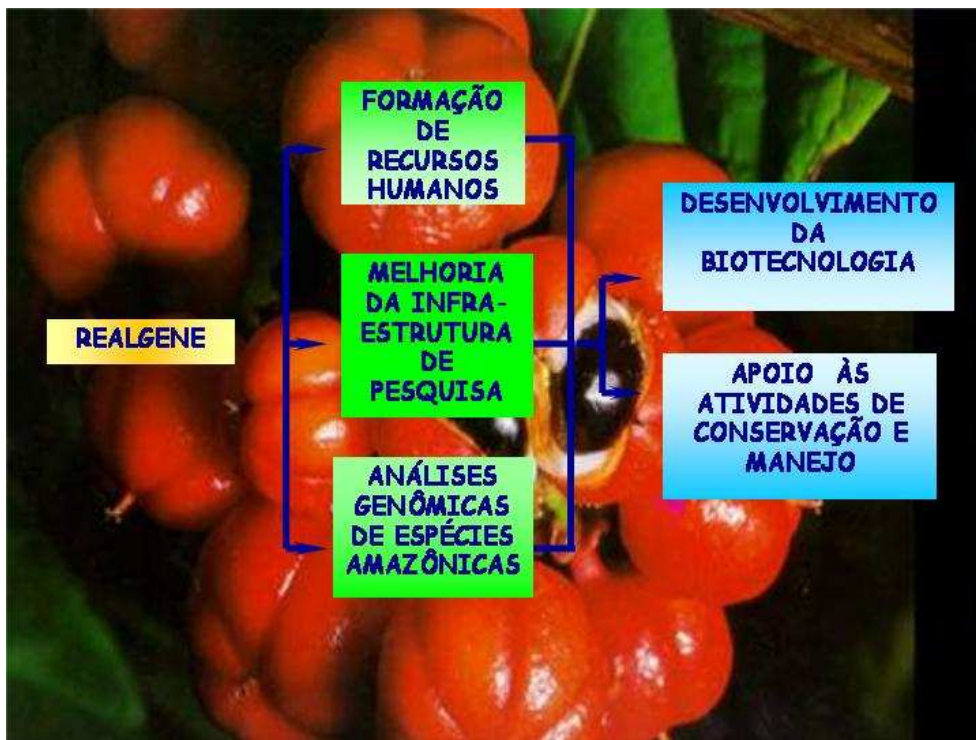 REALGENE
FORMAÇÃO
DE
RECURSOS
HUMANOS
MELHORIA
DA INFRA-
ESTRUTURA
DE
PESQUISA
ANÁLISES
GENÔMICAS
DE ESPÉCIES
AMAZÔNICAS
DESENVOLVIMENTO
DA
BIOTECNOLOGIA
APOIO ÀS
ATIVIDADES DE
CONSERVAÇÃO E
MANEJO